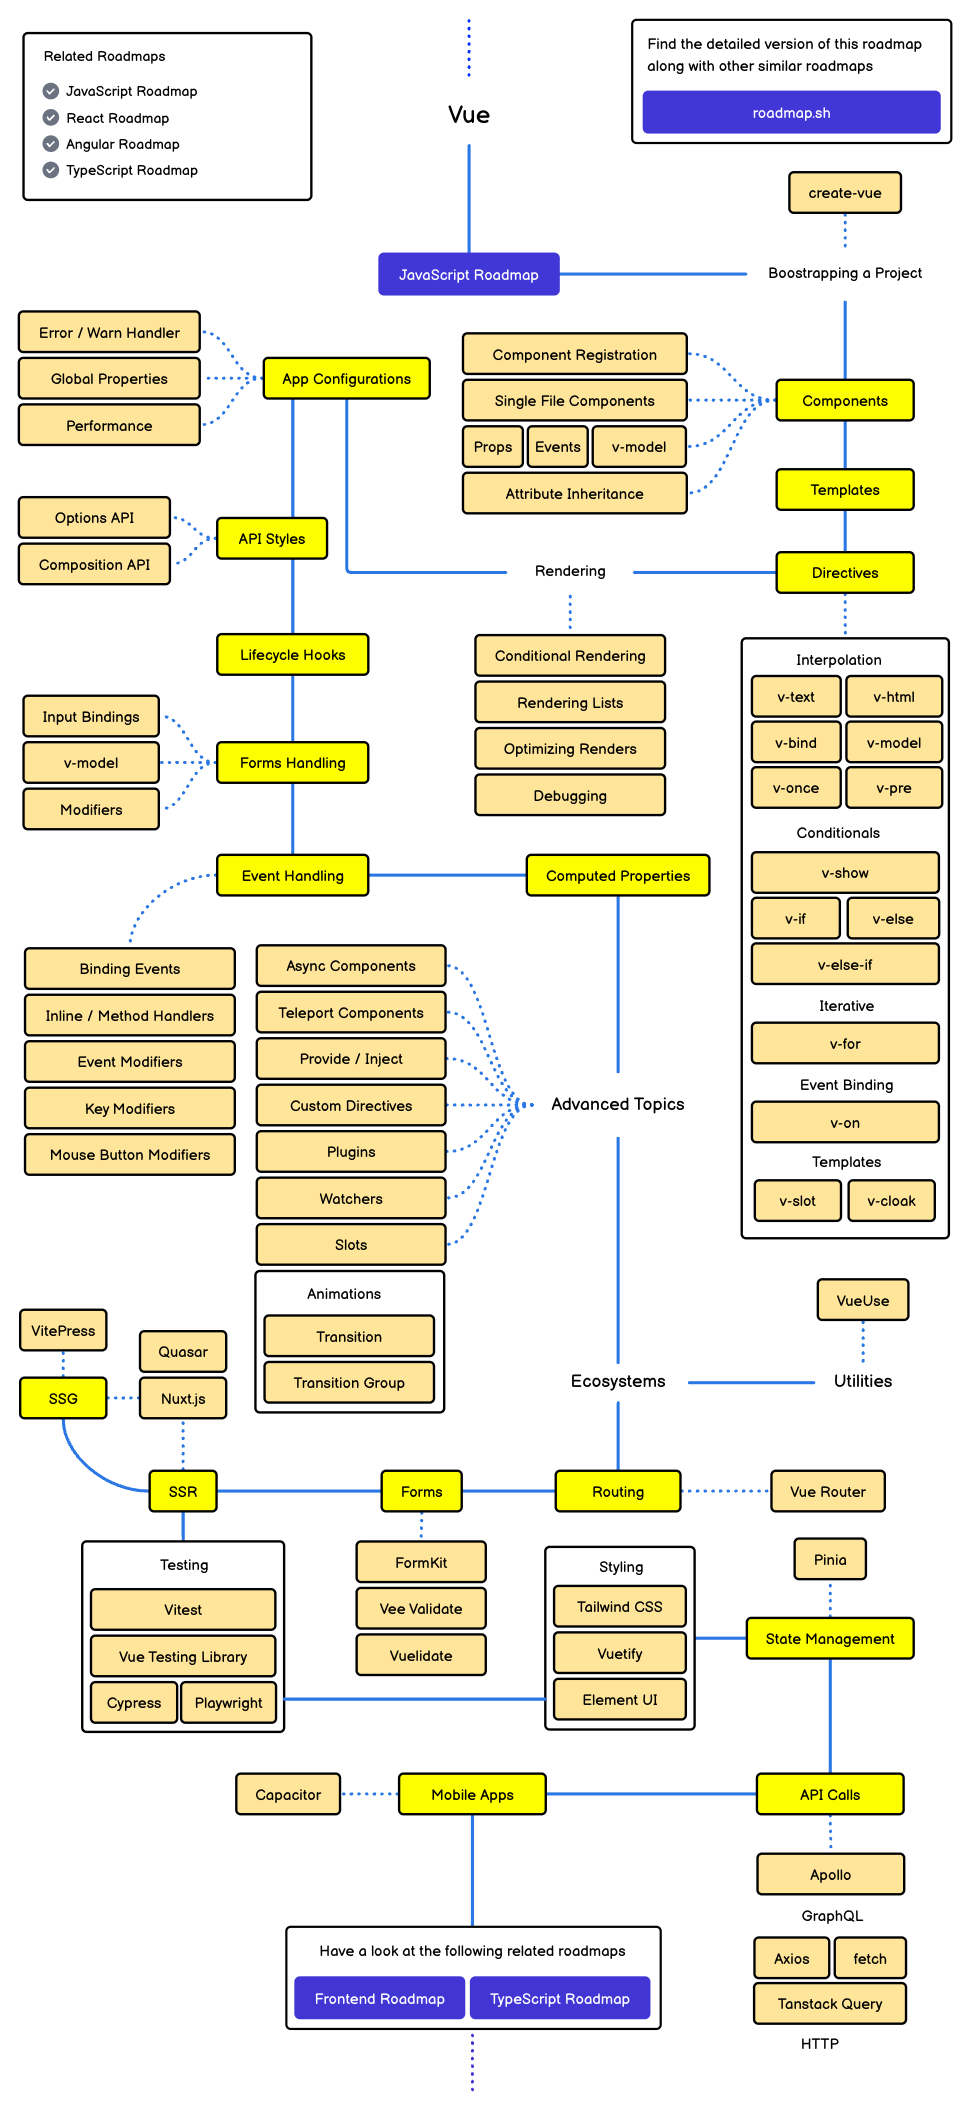 Related Roadmaps
JavaScript Roadmap
React Roadmap
Angular Roadmap
TypeScript Roadmap
Vue
Find the detailed version of this roadmap
along with other similar roadmaps
roadmap.sh
create-vue
JavaScript Roadmap
Boostrapping a Project
Error / Warn Handler
Global Properties
Performance
App Configurations
Component Registration
Single File Components
Props
Events
v-model
Attribute Inheritance
Components
Templates
Options API
Composition API
API Styles
Rendering
Directives
Lifecycle Hooks
Conditional Rendering
Rendering Lists
Optimizing Renders
Debugging
Input Bindings
v-model
Modifiers
Forms Handling
Interpolation
v-text
v-html
v-bind
v-model
v-once
v-pre
Conditionals
v-show
v-if
v-else
v-else-if
Iterative
v-for
Event Binding
v-on
Templates
v-slot
v-cloak
Event Handling
Computed Properties
Binding Events
Inline / Method Handlers
Event Modifiers
Key Modifiers
Mouse Button Modifiers
Async Components
Teleport Components
Provide / Inject
Custom Directives
Plugins
Watchers
Slots
Animations
Transition
Transition Group
Advanced Topics
VueUse
Ecosystems
Utilities
VitePress
Quasar
SSG
Nuxt.js
SSR
Forms
Routing
Vue Router
Testing
Vitest
Vue Testing Library
Cypress
Playwright
FormKit
Vee Validate
Vuelidate
Styling
Tailwind CSS
Vuetify
Element UI
Pinia
State Management
Capacitor
Mobile Apps
API Calls
Apollo
GraphQL
Axios
fetch
Tanstack Query
HTTP
Have a look at the following related roadmaps
Frontend Roadmap
TypeScript Roadmap